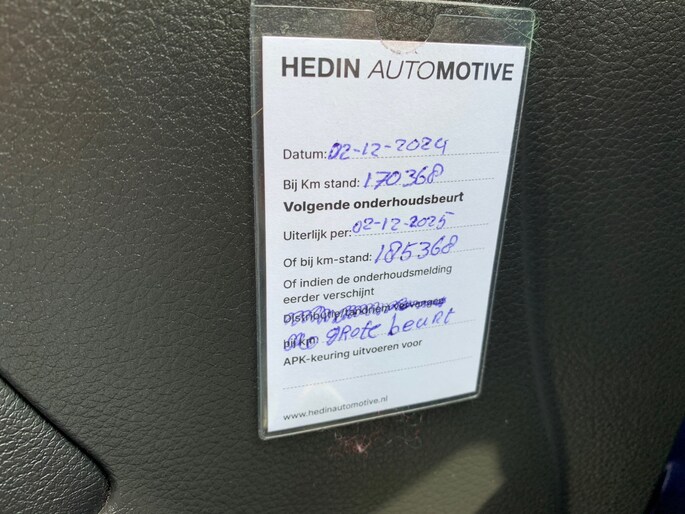 HEDIN AUTOMOTIVE
Datum: 02-12-2024
Bij Km stand: 170368
Volgende onderhoudsbeurt
Uiterlijk per: 02-12-2025
Of bij km-stand: 185368
Of indien de onderhoudsmelding
eerder verschijnt
Distributie/tandriem vervangen
bij km grote beurt
APK-keuring uitvoeren voor
www.hedinautomotive.nl